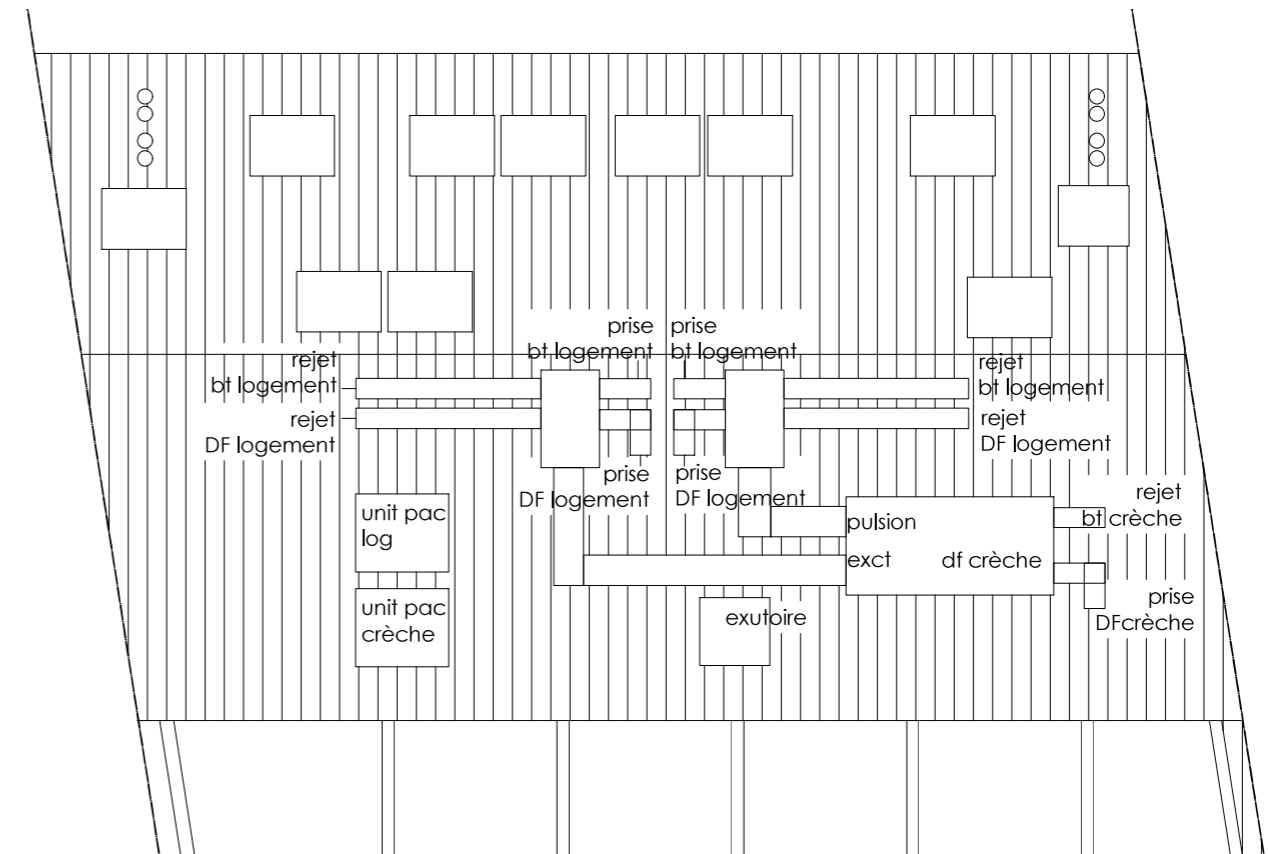 prise
bt logement
prise
bt logement
rejet
bt logement
rejet
DF logement
rejet
bt logement
rejet
DF logement
prise
DF logement
prise
DF logement
unit pac
log
unit pac
crèche
pulsion
exct
df crèche
rejet
bt crèche
prise
DFcrèche
exutoire